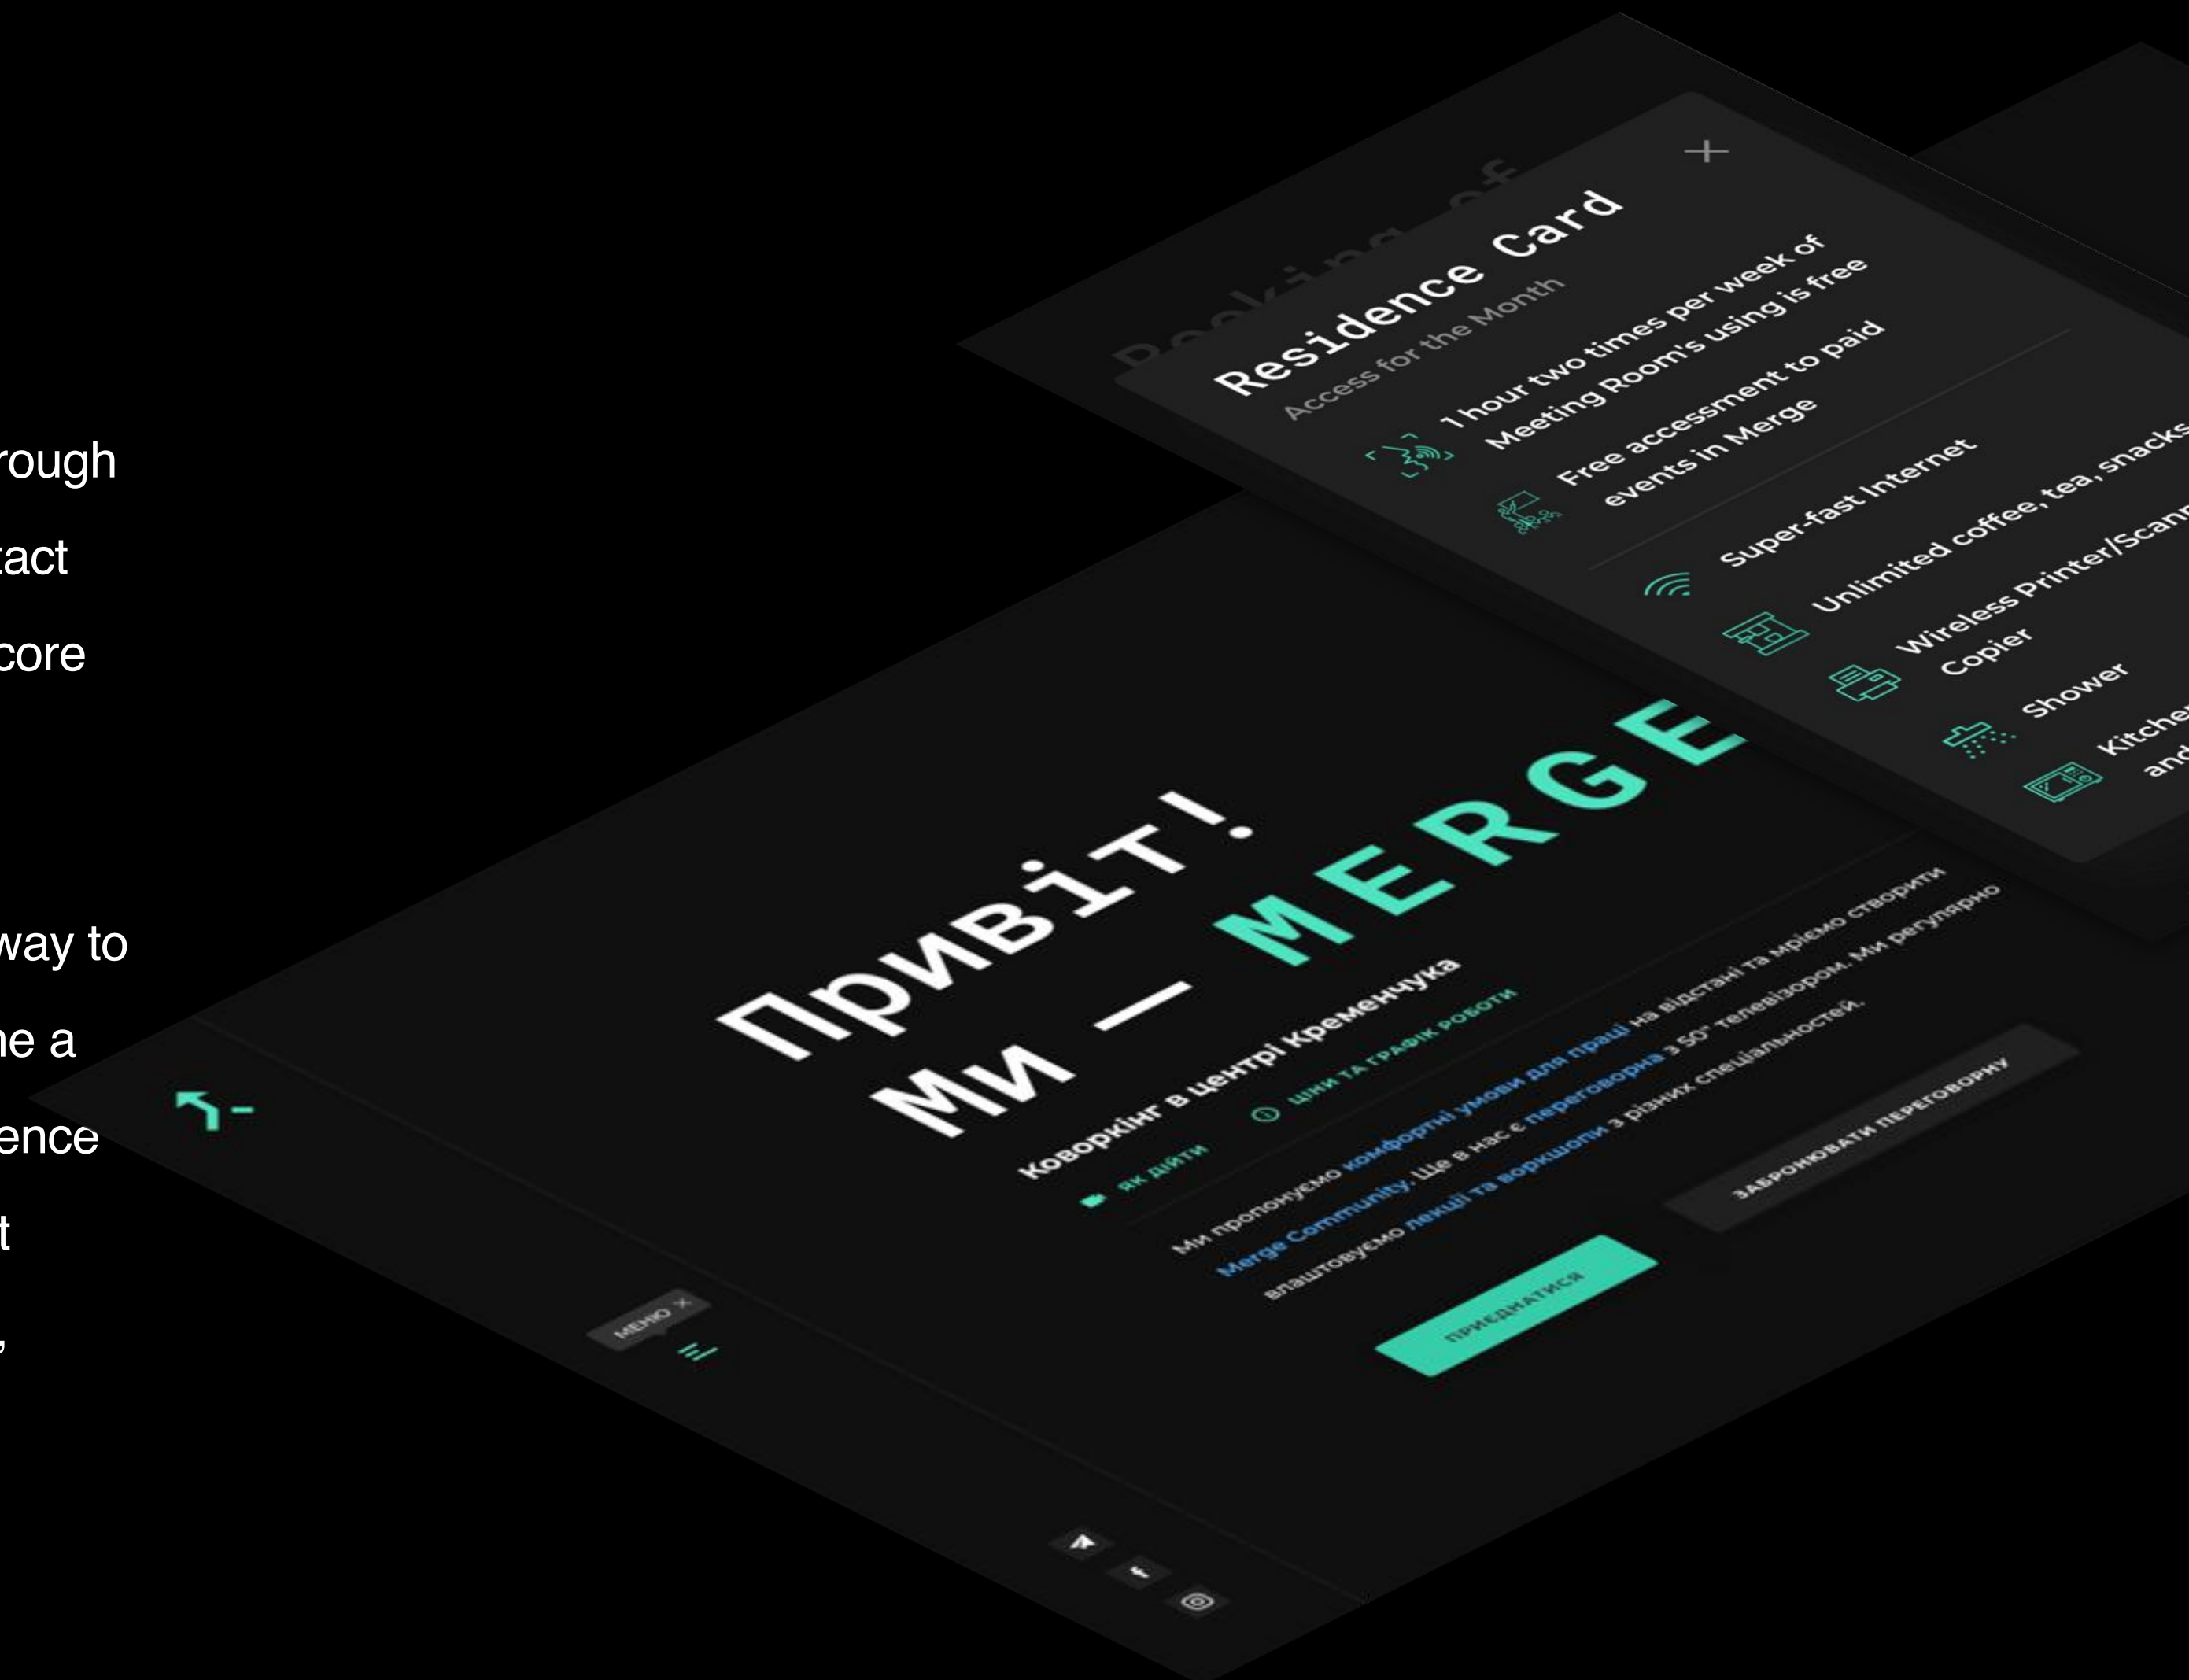 rough
tact
core
way to
ne a
ence
t
,
Booking of
Residence Card
Access for the Month
1 hour two times per week of
Meeting Room's using is free
Free accessment to paid
events in Merge
Super-fast Internet
Unlimited coffee, tea, snacks
Wireless Printer/Scann
Copier
Shower
Kitche
and
Привіт!
Ми — MERGE
Коворкінг в центрі Кременчука
ЯК ДІЙТИ
ЦІНИ ТА ГРАФІК РОБОТИ
Ми пропонуємо комфортні умови для праці на відстані та мріємо створити
Merge Community. Ще в нас є переговорна з 50" телевізором. Ми регулярно
влаштовуємо лекції та воркшопи з різних спеціальностей.
ПРИЄДНАТИСЯ
ЗАБРОНЮВАТИ ПЕРЕГОВОРНУ
МЕНЮ ×